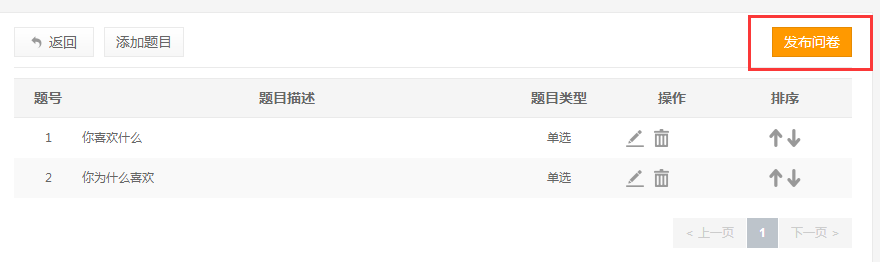 返回 添加题目 发布问卷
题号 题目描述 题目类型 操作 排序
1 你喜欢什么 单选
2 你为什么喜欢 单选
< 上一页 1 下一页 >